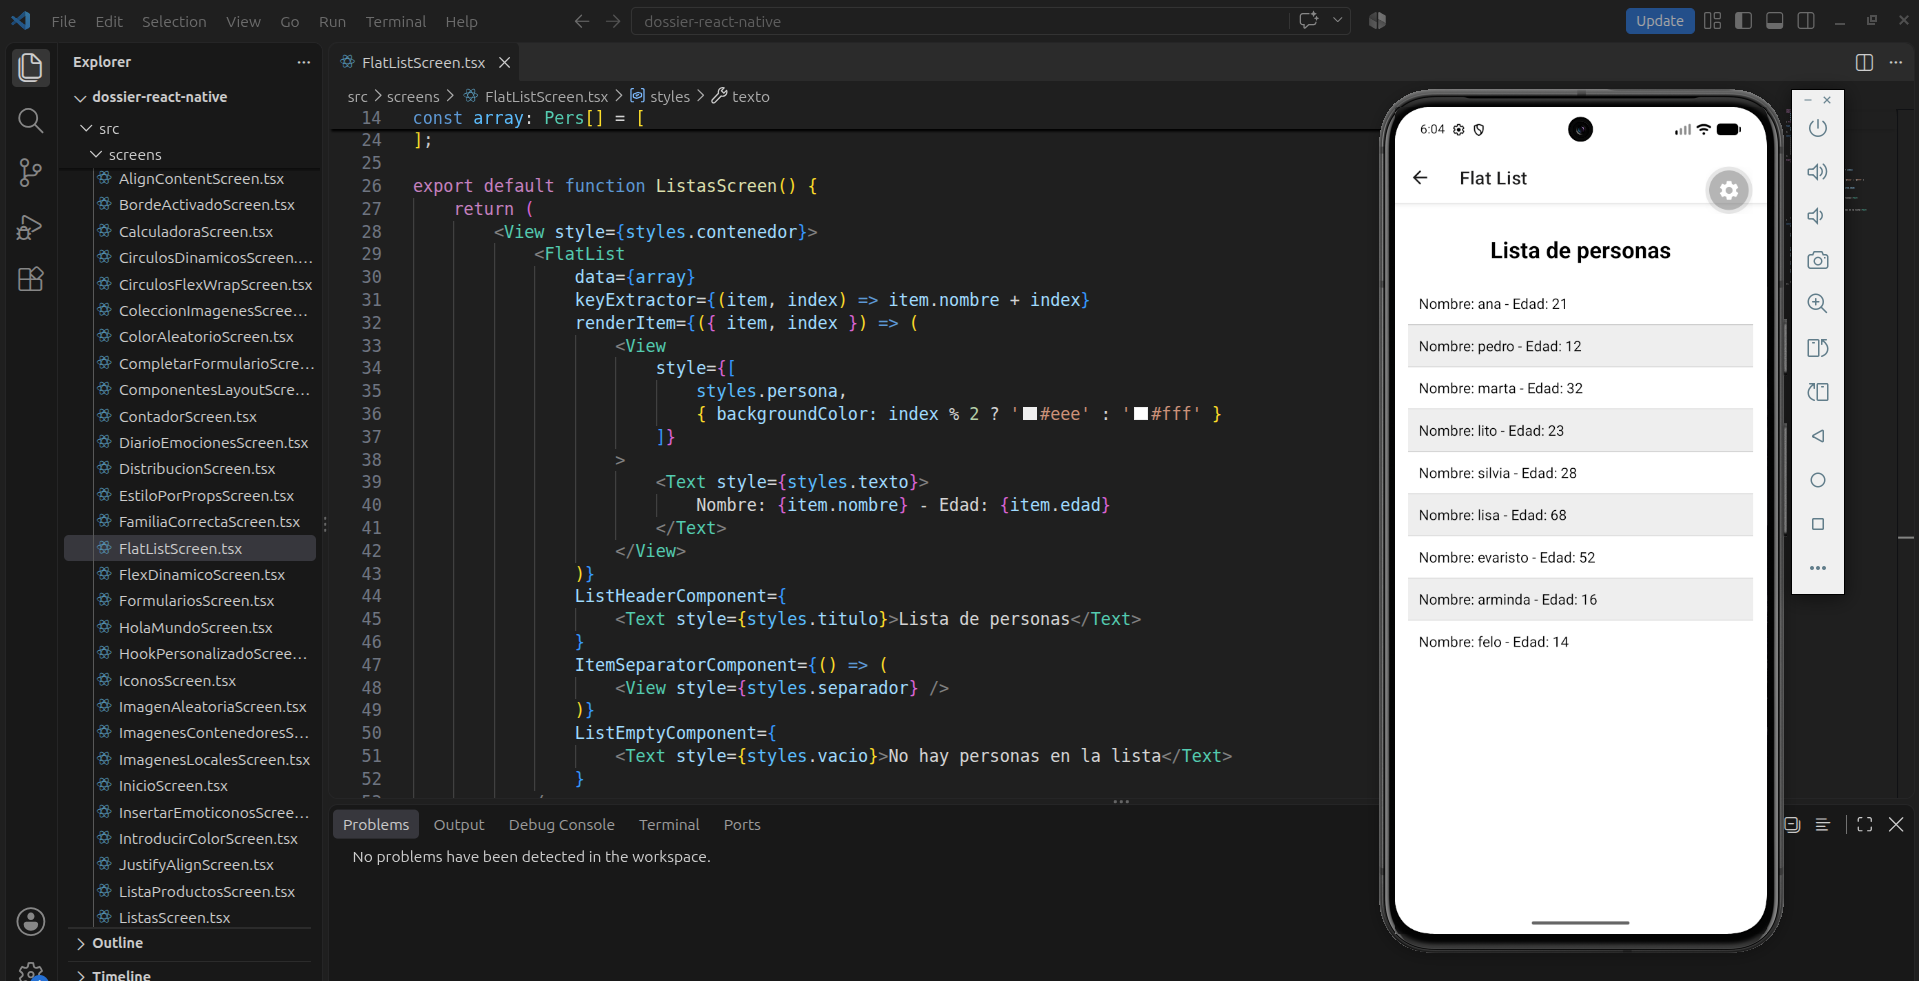 File Edit Selection View Go Run Terminal Help
dossier-react-native
Update
Explorer
dossier-react-native
src
screens
AlignContentScreen.tsx
BordeActivadoScreen.tsx
CalculadoraScreen.tsx
CirculosDinamicosScreen....
CirculosFlexWrapScreen.tsx
ColeccionImagenesScree...
ColorAleatorioScreen.tsx
CompletarFormularioScre...
ComponentesLayoutScre...
ContadorScreen.tsx
DiarioEmocionesScreen.tsx
DistribucionScreen.tsx
EstiloPorPropsScreen.tsx
FamiliaCorrectaScreen.tsx
FlatListScreen.tsx
FlexDinamicoScreen.tsx
FormulariosScreen.tsx
HolaMundoScreen.tsx
HookPersonalizadoScree...
IconosScreen.tsx
ImagenAleatoriaScreen.tsx
ImagenesContenedoresS...
ImagenesLocalesScreen.tsx
InicioScreen.tsx
InsertarEmoticonosScree...
IntroducirColorScreen.tsx
JustifyAlignScreen.tsx
ListaProductosScreen.tsx
ListasScreen.tsx
Outline
Timeline
FlatListScreen.tsx
src > screens > FlatListScreen.tsx > styles > texto
14 const array: Pers[] = [
24 ];
25
26 export default function ListasScreen() {
27 return (
28 <View style={styles.contenedor}>
29 <FlatList
30 data={array}
31 keyExtractor={(item, index) => item.nombre + index}
32 renderItem={({ item, index }) => (
33 <View
34 style={[
35 styles.persona,
36 { backgroundColor: index % 2 ? '#eee' : '#fff' }
37 ]}
38 >
39 <Text style={styles.texto}>
40 Nombre: {item.nombre} - Edad: {item.edad}
41 </Text>
42 </View>
43 )}
44 ListHeaderComponent={
45 <Text style={styles.titulo}>Lista de personas</Text>
46 }
47 ItemSeparatorComponent={() => (
48 <View style={styles.separador} />
49 )}
50 ListEmptyComponent={
51 <Text style={styles.vacio}>No hay personas en la lista</Text>
52 }
Problems Output Debug Console Terminal Ports
No problems have been detected in the workspace.
6:04
Flat List
Lista de personas
Nombre: ana - Edad: 21
Nombre: pedro - Edad: 12
Nombre: marta - Edad: 32
Nombre: lito - Edad: 23
Nombre: silvia - Edad: 28
Nombre: lisa - Edad: 68
Nombre: evaristo - Edad: 52
Nombre: arminda - Edad: 16
Nombre: felo - Edad: 14